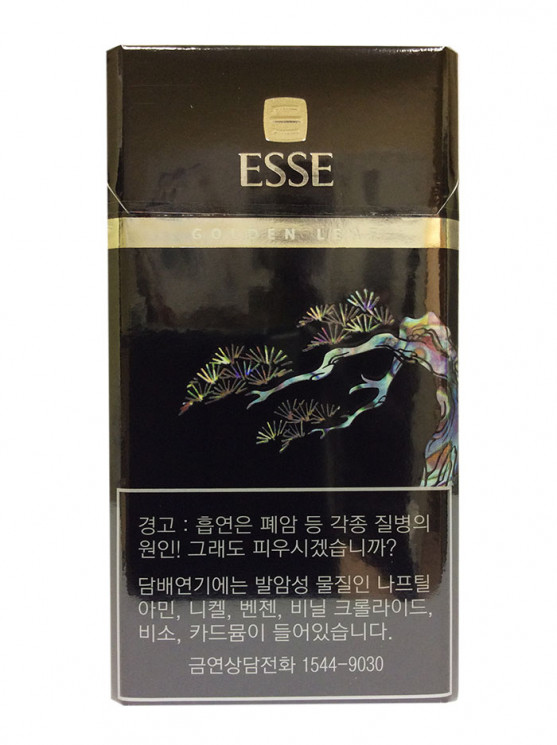 ESSE
GOLDEN LEAF
경고 : 흡연은 폐암 등 각종 질병의
원인! 그래도 피우시겠습니까?
담배연기에는 발암성 물질인 나프틸
아민, 니켈, 벤젠, 비닐 크롤라이드,
비소, 카드뮴이 들어있습니다.
금연상담전화 1544-9030